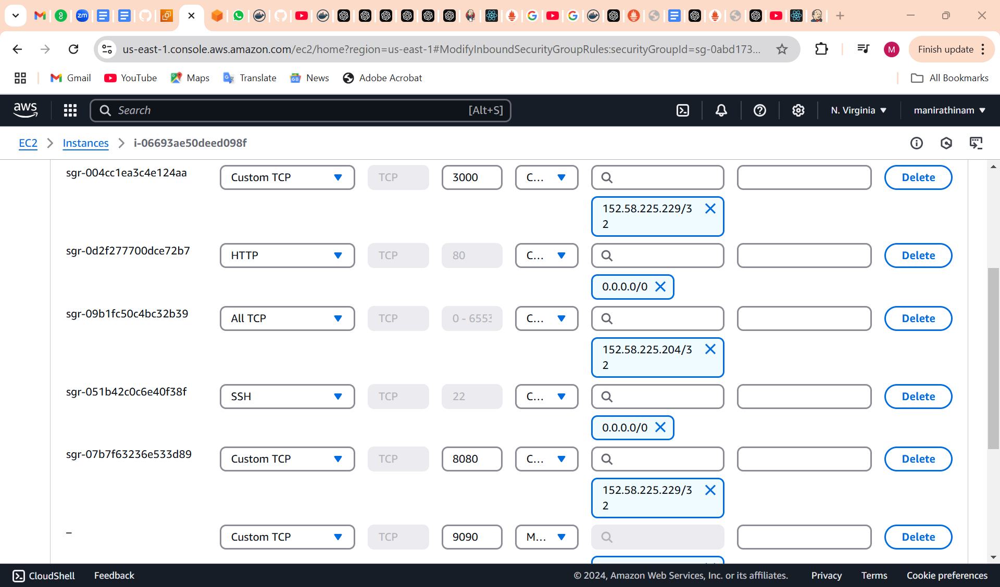 zm
us-east-1.console.aws.amazon.com/ec2/home?region=us-east-1#ModifyInboundSecurityGroupRules:securityGroupId=sg-0abd173...
M
Finish update
Gmail
YouTube
Maps
Translate
News
Adobe Acrobat
All Bookmarks
aws
Search
[Alt+S]
N. Virginia
manirathinam
EC2
Instances
i-06693ae50deed098f
sgr-004cc1ea3c4e124aa
Custom TCP
TCP
3000
C...
Delete
152.58.225.229/3
2
sgr-0d2f277700dce72b7
HTTP
TCP
80
C...
Delete
0.0.0.0/0
sgr-09b1fc50c4bc32b39
All TCP
TCP
0 - 6553
C...
Delete
152.58.225.204/3
2
sgr-051b42c0c6e40f38f
SSH
TCP
22
C...
Delete
0.0.0.0/0
sgr-07b7f63236e533d89
Custom TCP
TCP
8080
C...
Delete
152.58.225.229/3
2
–
Custom TCP
TCP
9090
M...
Delete
CloudShell
Feedback
© 2024, Amazon Web Services, Inc. or its affiliates.
Privacy
Terms
Cookie preferences